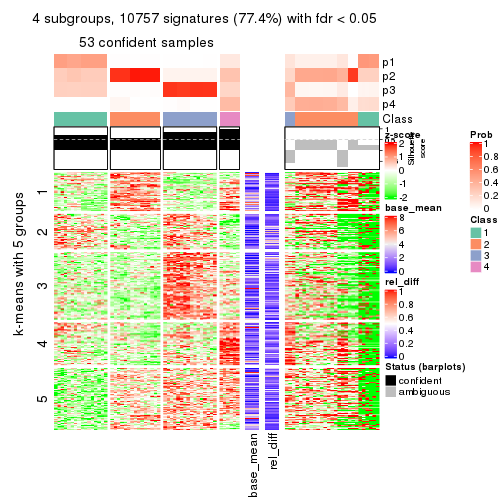 4 subgroups, 10757 signatures (77.4%) with fdr < 0.05
53 confident samples
p1
p2
p3
p4
Class
1
0
Silhouette
score
k-means with 5 groups
1
2
3
4
5
base_mean
rel_diff
z-score
2
1
0
-1
-2
base_mean
8
6
4
2
0
rel_diff
1
0.8
0.6
0.4
0.2
0
Status (barplots)
confident
ambiguous
Prob
1
0.8
0.6
0.4
0.2
0
Class
1
2
3
4